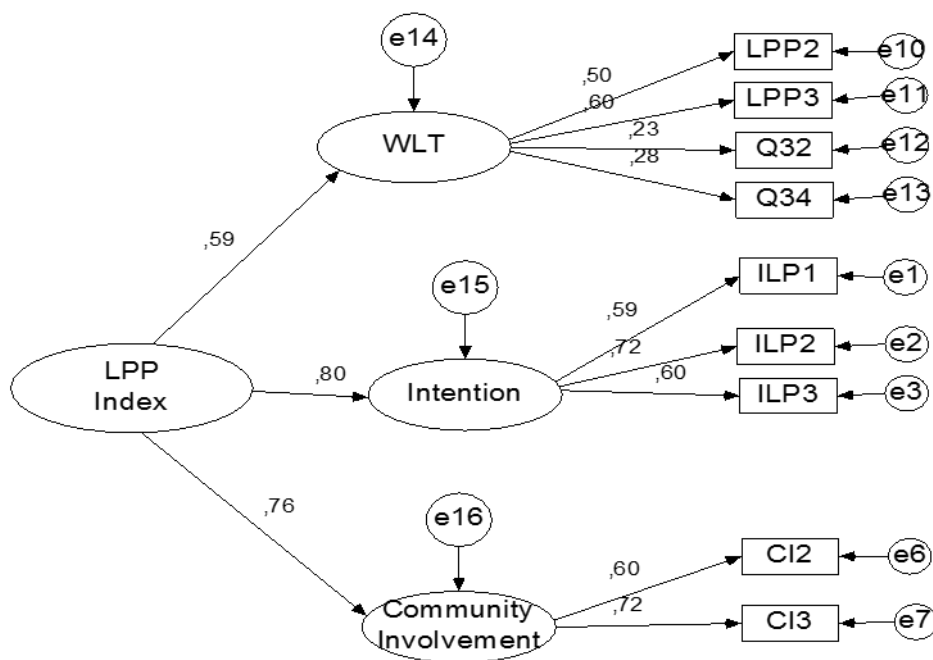 e14
LPP2
e10
,50
LPP3
e11
,60
WLT
,23
Q32
e12
,28
Q34
e13
,59
ILP1
e1
e15
,59
ILP2
e2
,72
LPP
Index
,80
Intention
,60
ILP3
e3
,76
e16
CI2
e6
,60
Community
Involvement
,72
CI3
e7